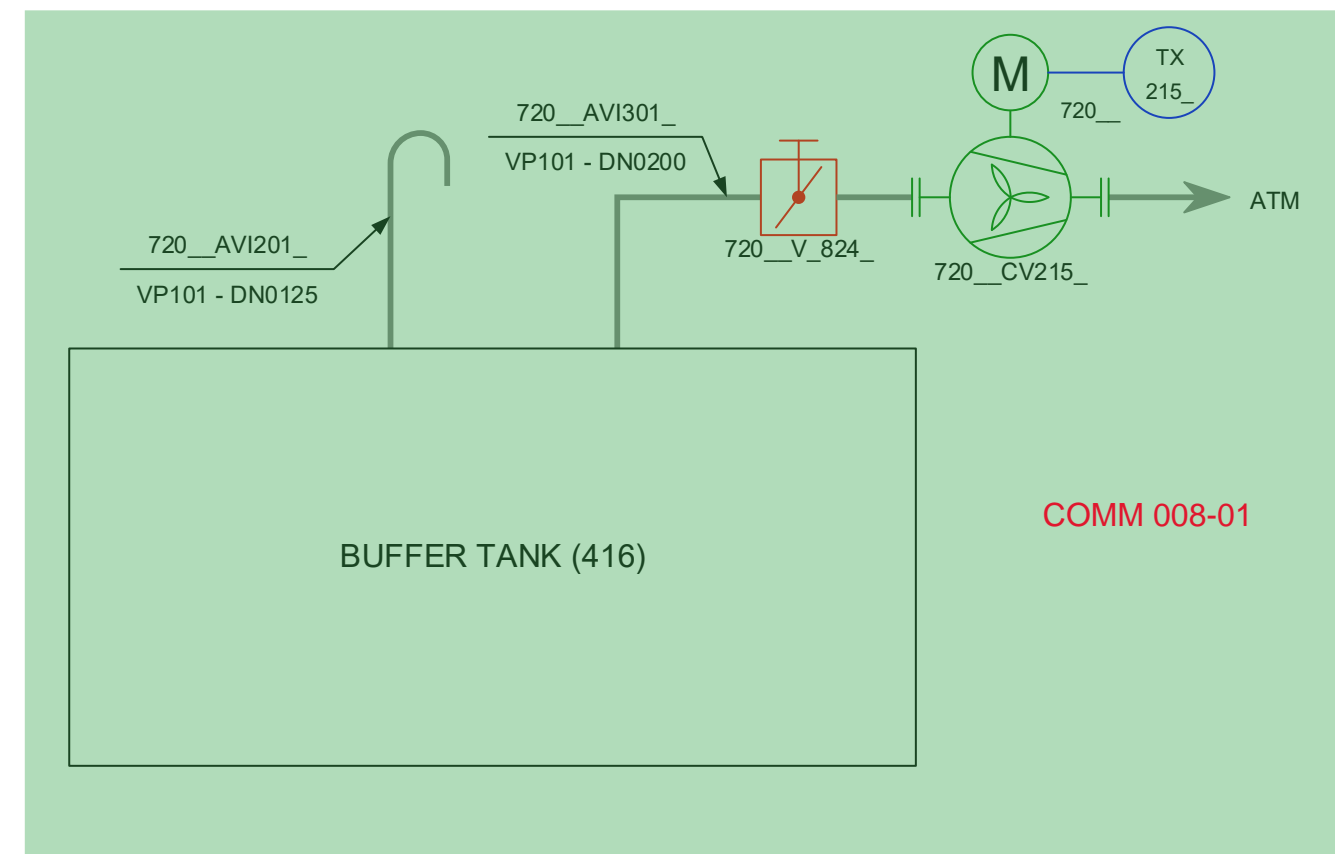 M
TX
215_
720__
720__AVI301_
VP101 - DN0200
ATM
720__AVI201_
VP101 - DN0125
720__V_824_
720__CV215_
COMM 008-01
BUFFER TANK (416)